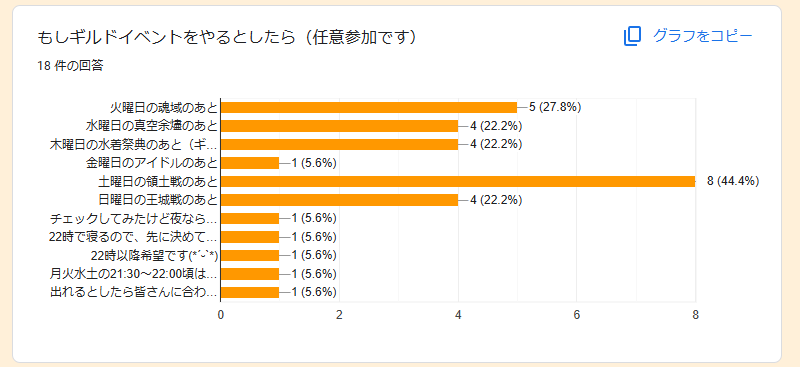 もしギルドイベントをやるとしたら（任意参加です）
グラフをコピー
18 件の回答
火曜日の魂域のあと
5 (27.8%)
水曜日の真空余燼のあと
4 (22.2%)
木曜日の水着祭典のあと（ギ…
4 (22.2%)
金曜日のアイドルのあと
1 (5.6%)
土曜日の領土戦のあと
8 (44.4%)
日曜日の王城戦のあと
4 (22.2%)
チェックしてみたけど夜なら…
1 (5.6%)
22時で寝るので、先に決めて…
1 (5.6%)
22時以降希望です(*ˊᵕˋ*)
1 (5.6%)
月火水土の21:30～22:00頃は…
1 (5.6%)
出れるとしたら皆さんに合わ…
1 (5.6%)
0 2 4 6 8